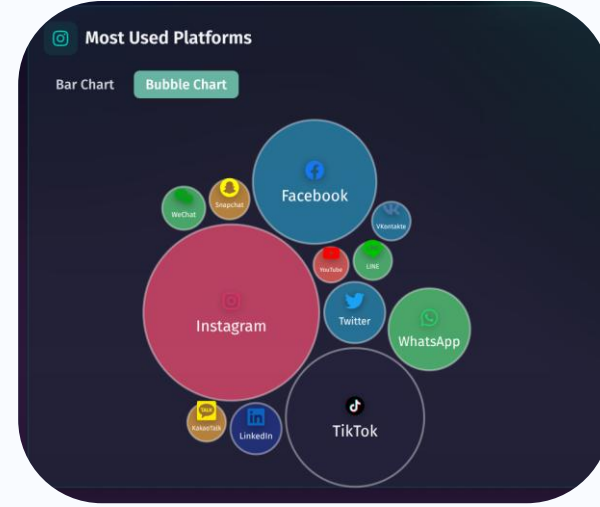 Most Used Platforms
Bar Chart
Bubble Chart
Facebook
Snapchat
WeChat
VKontakte
YouTube
LINE
Instagram
Twitter
WhatsApp
TALK
KakaoTalk
LinkedIn
TikTok